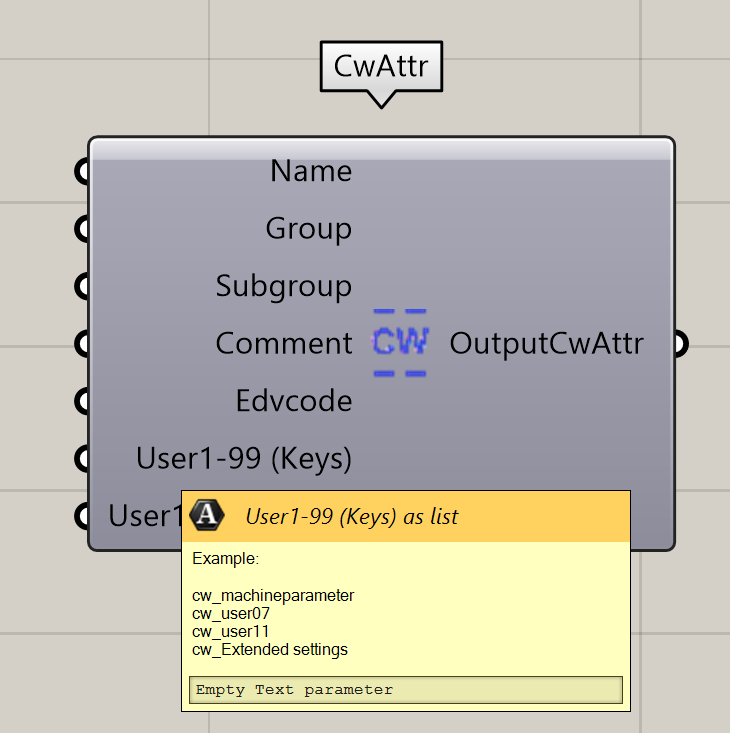 CwAttr
Name
Group
Subgroup
Comment
CW
OutputCwAttr
Edvcode
User1-99 (Keys)
User1
A
User1-99 (Keys) as list
Example:
cw_machineparameter
cw_user07
cw_user11
cw_Extended settings
Empty Text parameter